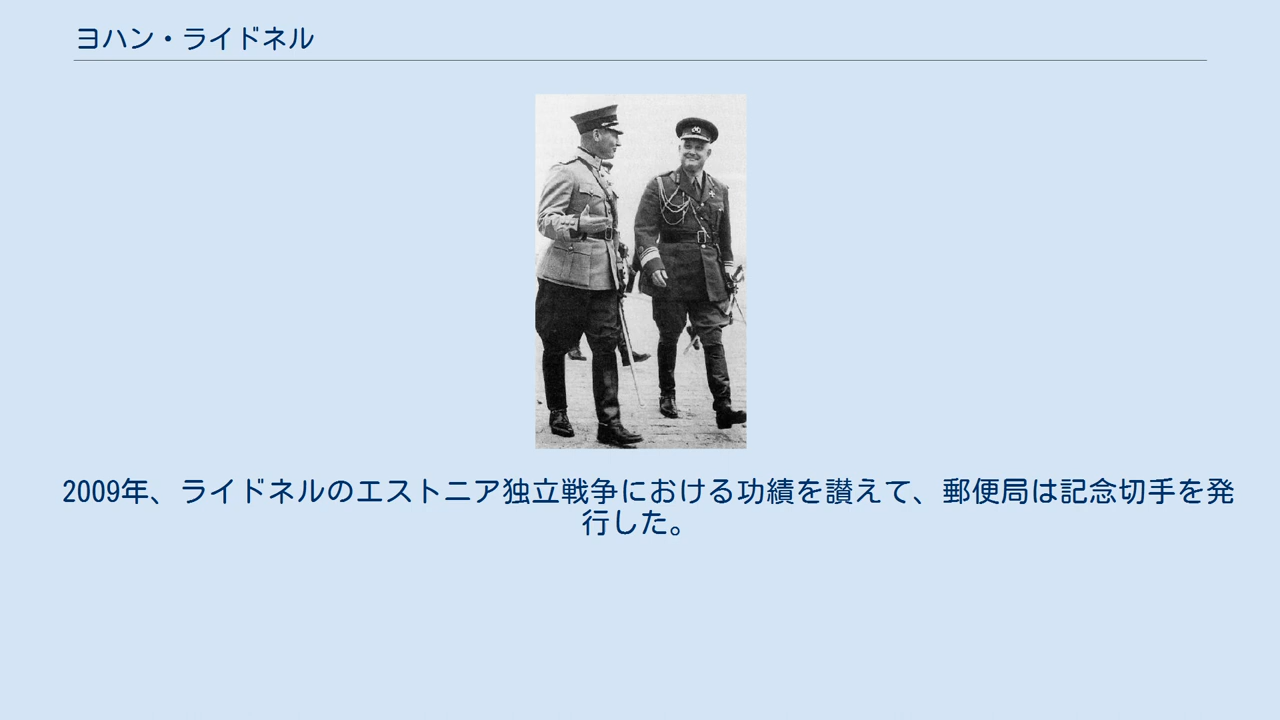 ヨハン・ライドネル
2009年、ライドネルのエストニア独立戦争における功績を讃えて、郵便局は記念切手を発
行した。